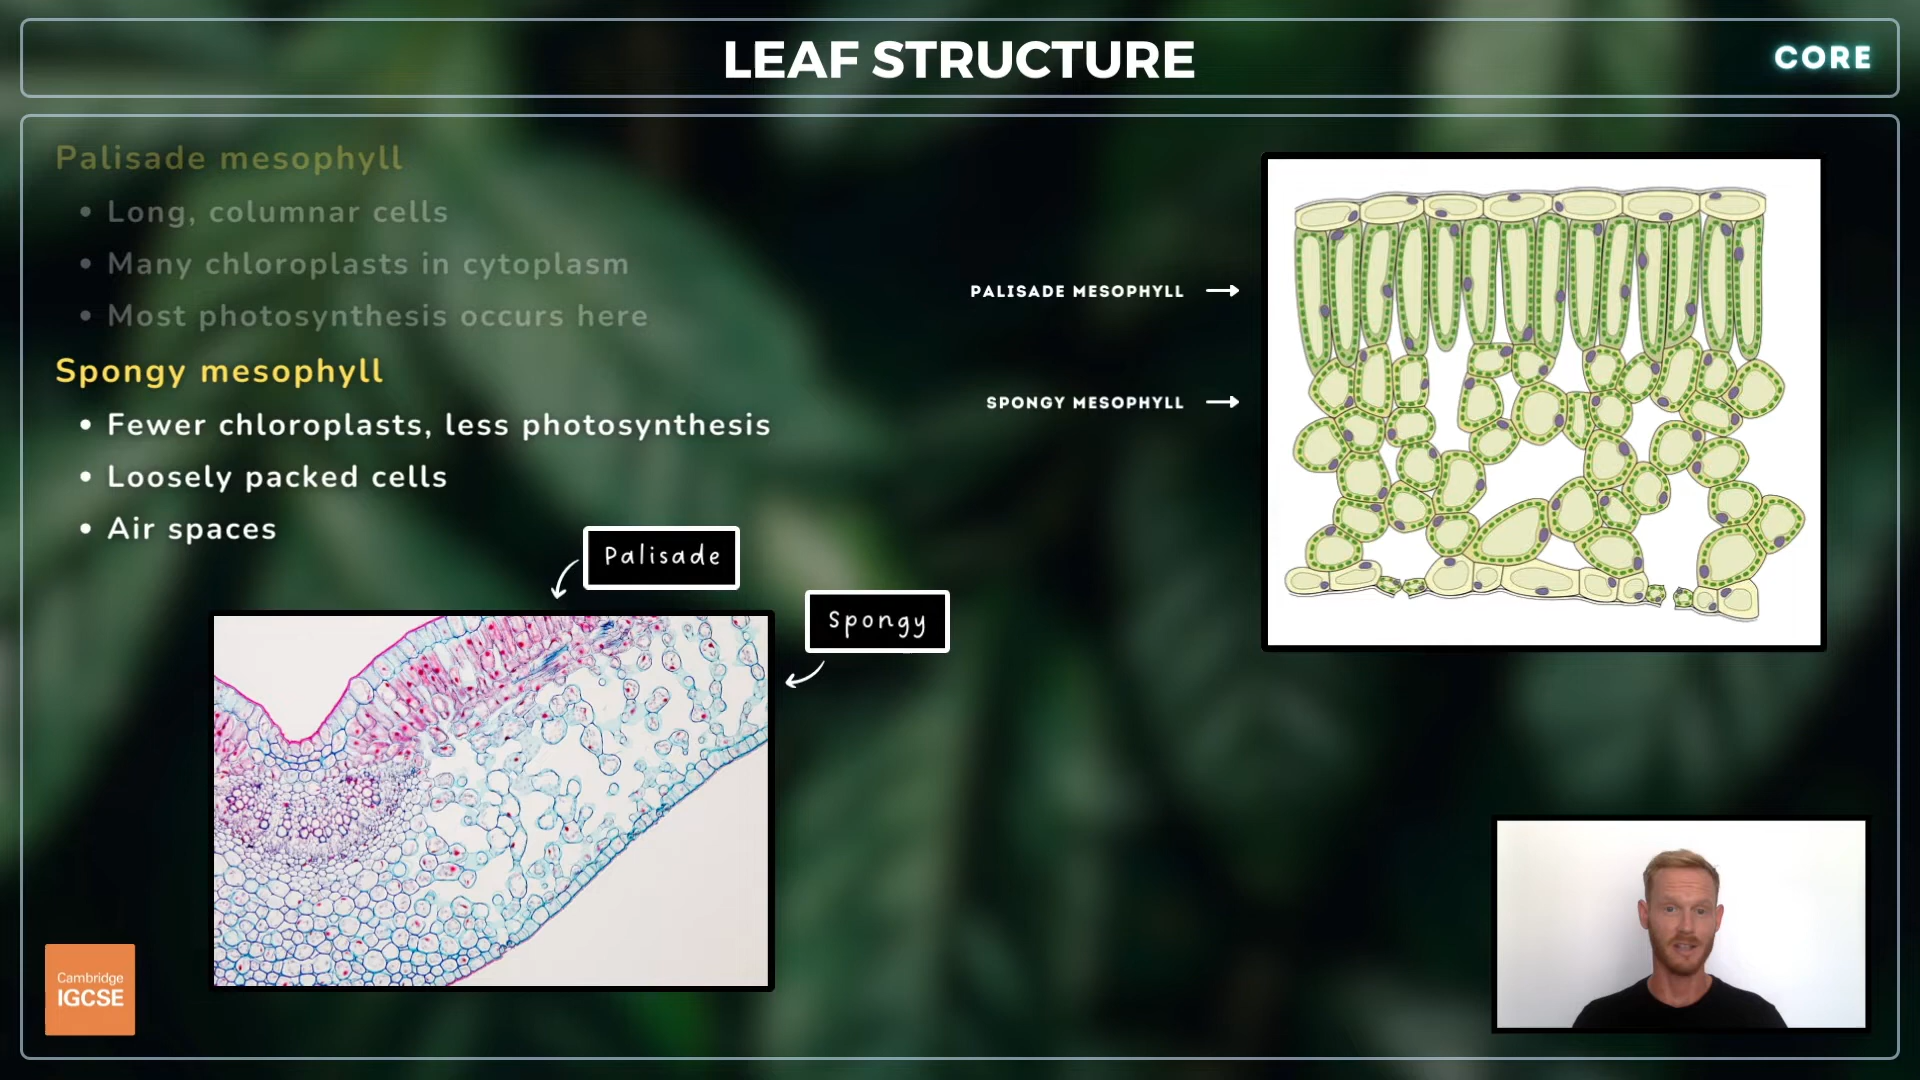 LEAF STRUCTURE
CORE
Palisade mesophyll
• Long, columnar cells
• Many chloroplasts in cytoplasm
• Most photosynthesis occurs here
Spongy mesophyll
• Fewer chloroplasts, less photosynthesis
• Loosely packed cells
• Air spaces
PALISADE MESOPHYLL
SPONGY MESOPHYLL
Palisade
Spongy
Cambridge
IGCSE